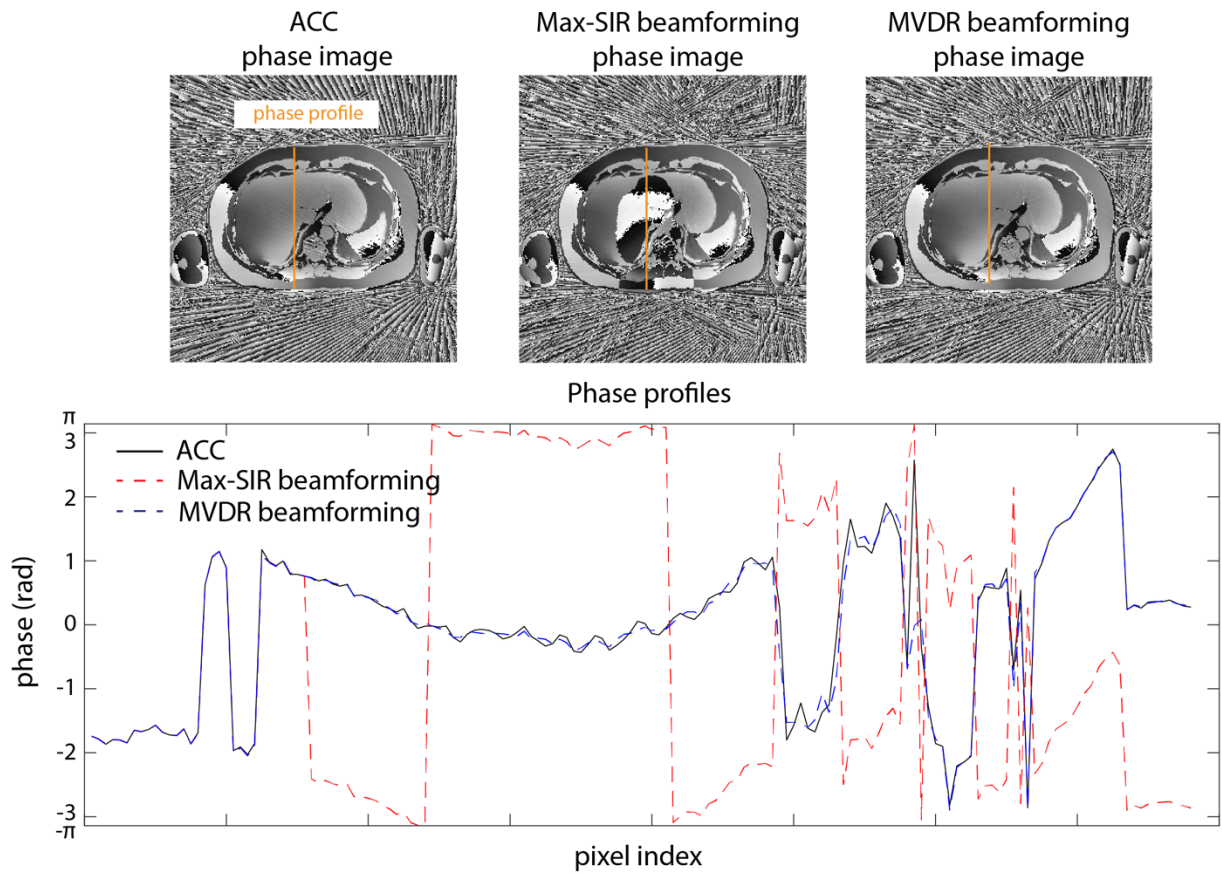 ACC
phase image
Max-SIR beamforming
phase image
MVDR beamforming
phase image
phase profile
Phase profiles
π
3
2
1
0
-1
-2
-3
-π
phase (rad)
ACC
Max-SIR beamforming
MVDR beamforming
pixel index